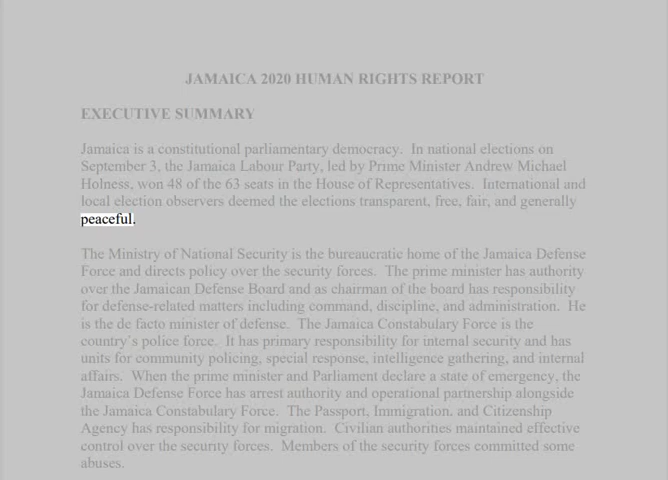 JAMAICA 2020 HUMAN RIGHTS REPORT
EXECUTIVE SUMMARY
Jamaica is a constitutional parliamentary democracy. In national elections on
September 3, the Jamaica Labour Party, led by Prime Minister Andrew Michael
Holness, won 48 of the 63 seats in the House of Representatives. International and
local election observers deemed the elections transparent, free, fair, and generally
peaceful.
The Ministry of National Security is the bureaucratic home of the Jamaica Defense
Force and directs policy over the security forces. The prime minister has authority
over the Jamaican Defense Board and as chairman of the board has responsibility
for defense-related matters including command, discipline, and administration. He
is the de facto minister of defense. The Jamaica Constabulary Force is the
country's police force. It has primary responsibility for internal security and has
units for community policing, special response, intelligence gathering, and internal
affairs. When the prime minister and Parliament declare a state of emergency, the
Jamaica Defense Force has arrest authority and operational partnership alongside
the Jamaica Constabulary Force. The Passport, Immigration, and Citizenship
Agency has responsibility for migration. Civilian authorities maintained effective
control over the security forces. Members of the security forces committed some
abuses.